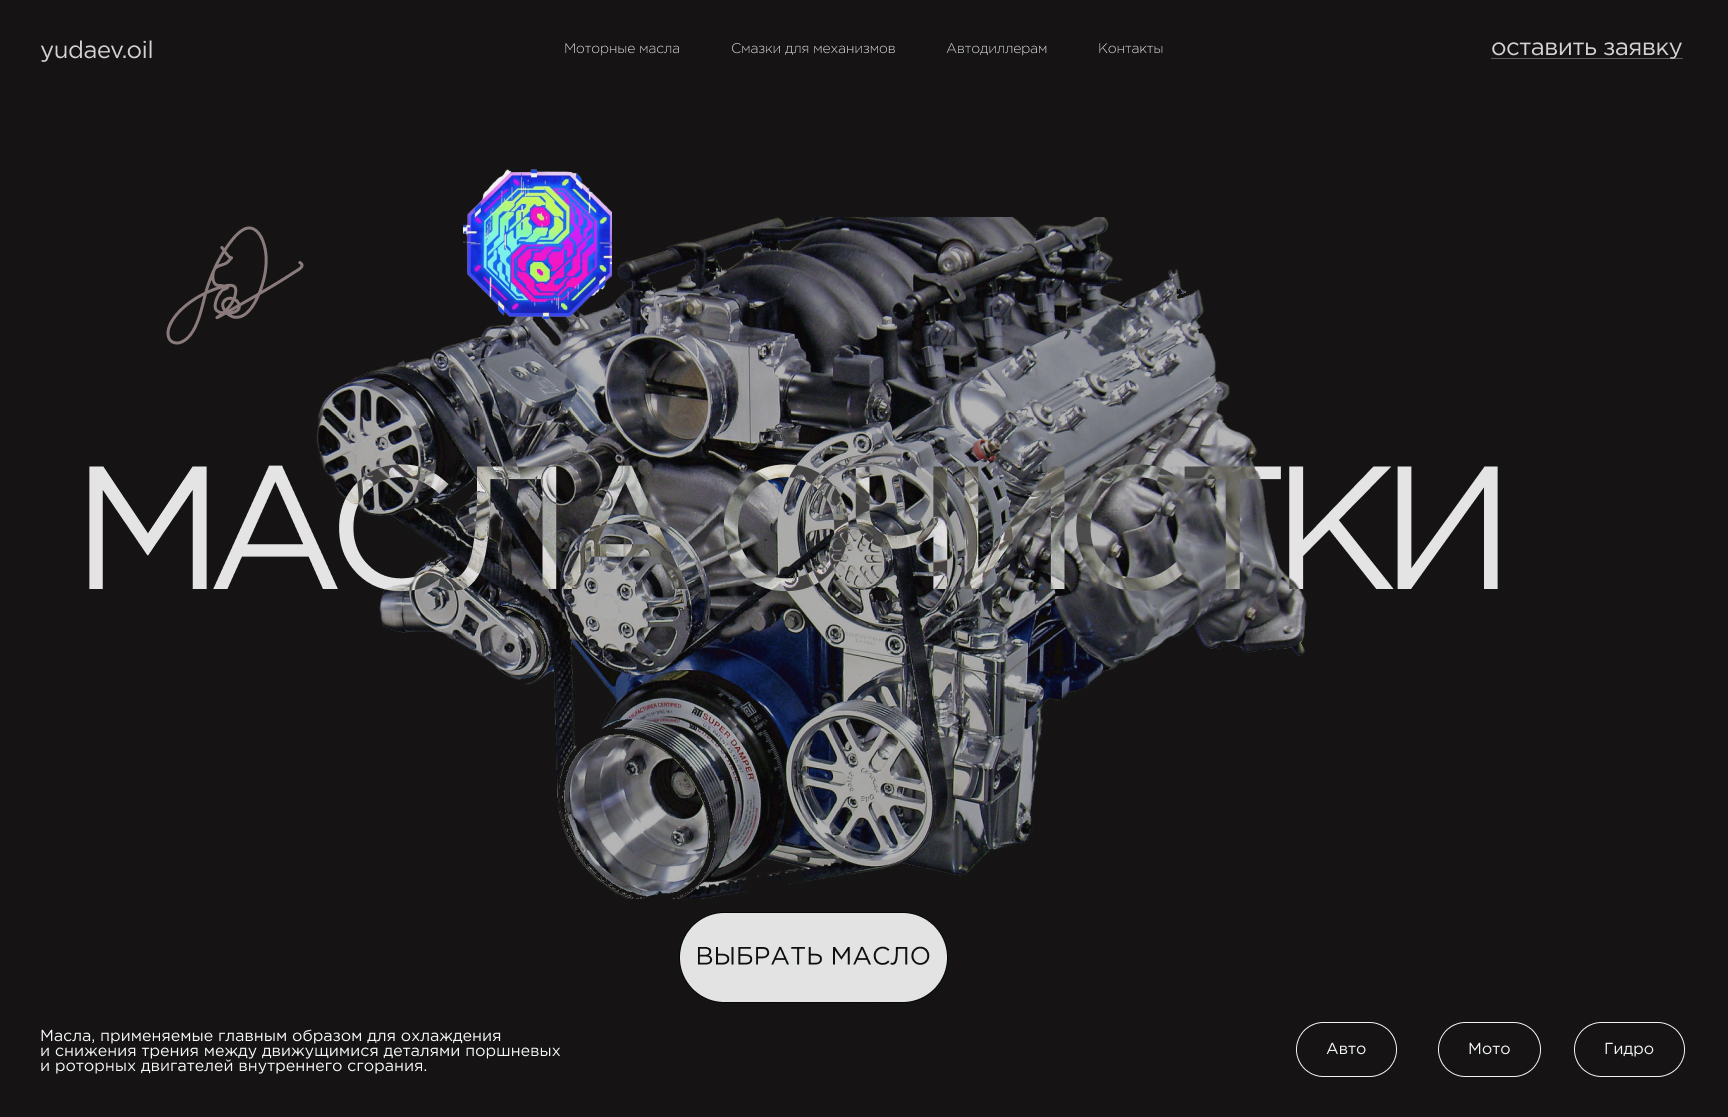 yudaev.oil
Моторные масла
Смазки для механизмов
Автодиллерам
Контакты
оставить заявку
МАСЛА ОЧИСТКИ
SUPER DAMPER
ВЫБРАТЬ МАСЛО
Масла, применяемые главным образом для охлаждения
и снижения трения между движущимися деталями поршневых
и роторных двигателей внутреннего сгорания.
Авто
Мото
Гидро